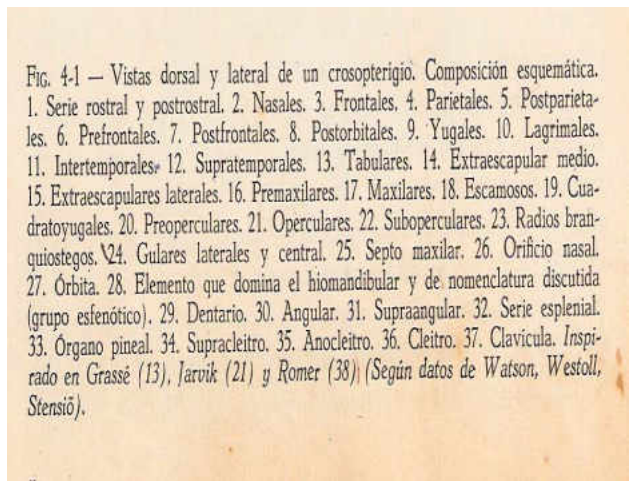 Fig. 4-1 — Vistas dorsal y lateral de un crosopterigio. Composición esquemática.
1. Serie rostral y postrostral. 2. Nasales. 3. Frontales. 4. Parietales. 5. Postparieta-
les. 6. Prefrontales. 7. Postfrontales. 8. Postorbitales. 9. Yugales. 10. Lagrimales.
11. Intertemporales. 12. Supratemporales. 13. Tabulares. 14. Extraescapular medio.
15. Extraescapulares laterales. 16. Premaxilares. 17. Maxilares. 18. Escamosos. 19. Cua-
dratoyugales. 20. Preoperculares. 21. Operculares. 22. Suboperculares. 23. Radios bran-
quiostegos. 24. Gulares laterales y central. 25. Septo maxilar. 26. Orificio nasal.
27. Órbita. 28. Elemento que domina el hiomandibular y de nomenclatura discutida
(grupo esfenótico). 29. Dentario. 30. Angular. 31. Supraangular. 32. Serie esplenial.
33. Órgano pineal. 34. Supracleitro. 35. Anocleitro. 36. Cleitro. 37. Clavícula. Inspi-
rado en Grassé (13), Jarvik (21) y Romer (38) (Según datos de Watson, Westoll,
Stensiö).